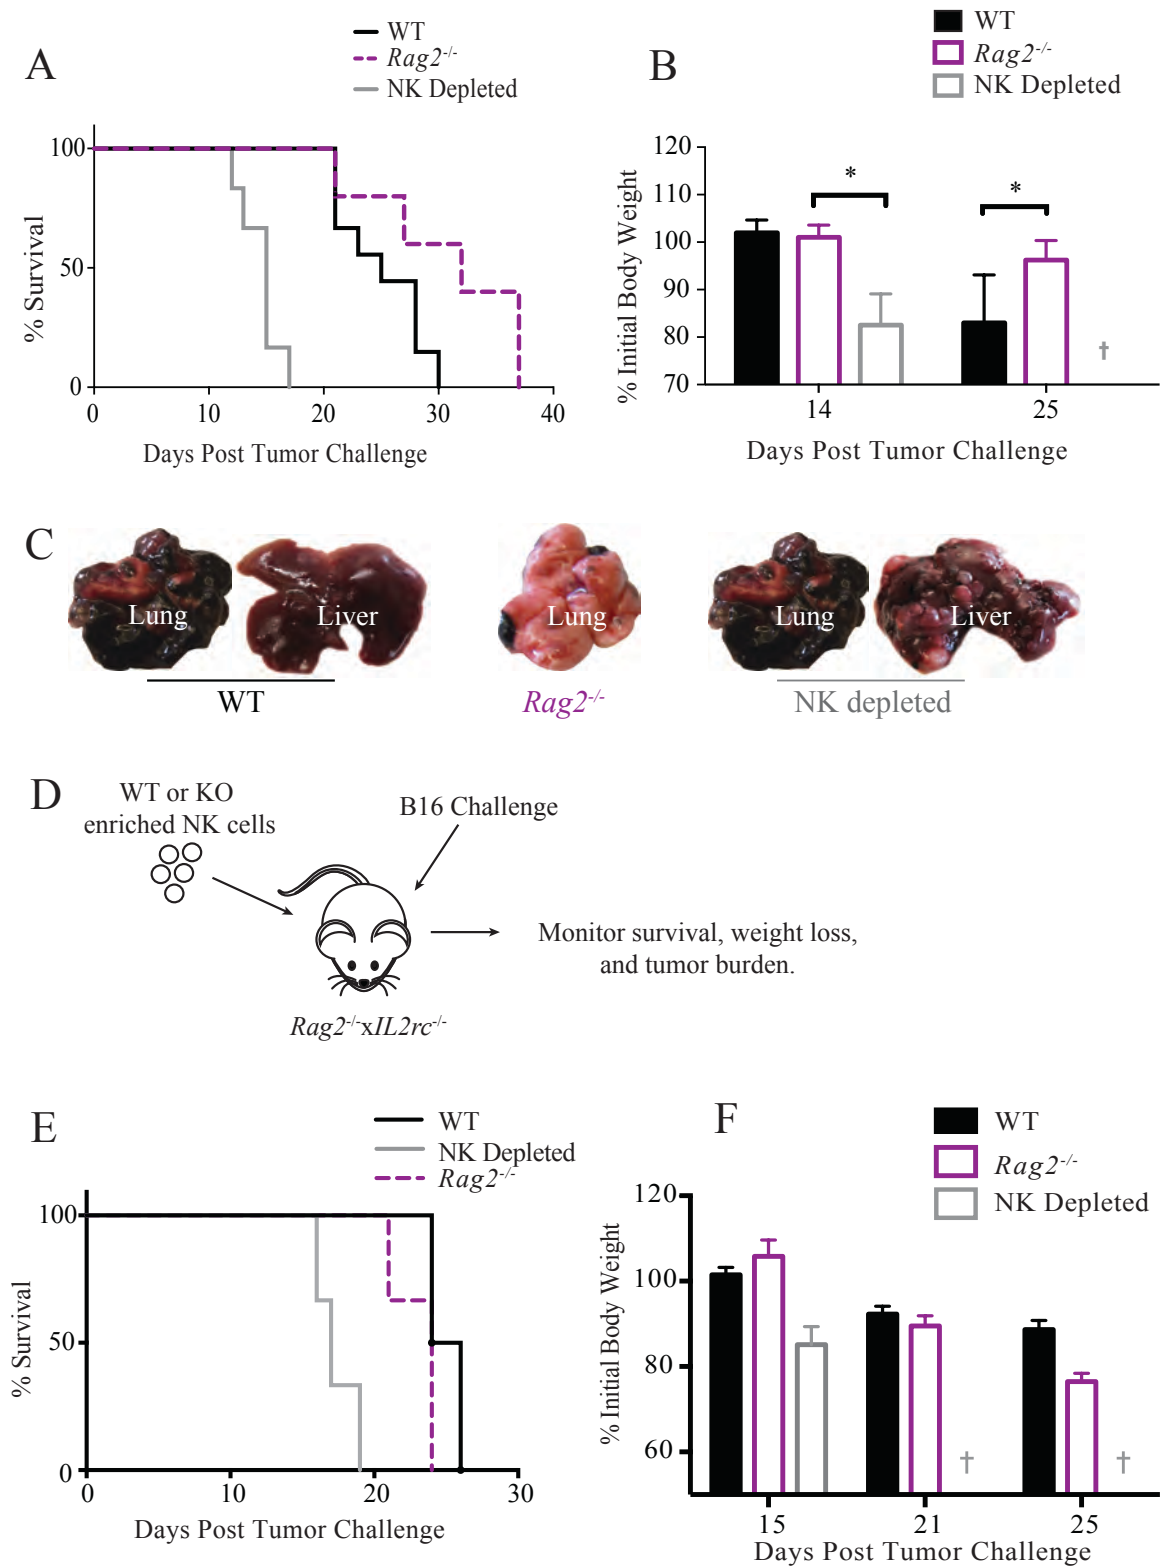 A
WT
Rag2-/-
NK Depleted
100
50
0
% Survival
0 10 20 30 40
Days Post Tumor Challenge
B
WT
Rag2-/-
NK Depleted
120
110
100
90
80
70
% Initial Body Weight
*
*
†
14 25
Days Post Tumor Challenge
C
Lung Liver
WT
Lung
Rag2-/-
Lung Liver
NK depleted
D
WT or KO
enriched NK cells
B16 Challenge
Rag2-/-xIL2rc-/-
Monitor survival, weight loss,
and tumor burden.
E
WT
NK Depleted
Rag2-/-
100
50
0
% Survival
0 10 20 30
Days Post Tumor Challenge
F
WT
Rag2-/-
NK Depleted
120
100
80
60
% Initial Body Weight
†
†
15 21 25
Days Post Tumor Challenge